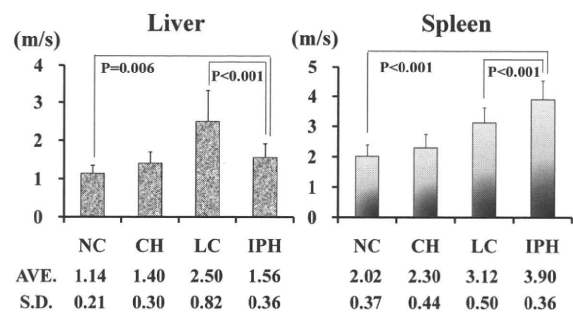 Liver
Spleen
(m/s)
(m/s)
P=0.006
P<0.001
P<0.001
P<0.001
4
3
2
1
0
5
4
3
2
1
0
NC CH LC IPH
NC CH LC IPH
AVE. 1.14 1.40 2.50 1.56 2.02 2.30 3.12 3.90
S.D. 0.21 0.30 0.82 0.36 0.37 0.44 0.50 0.36